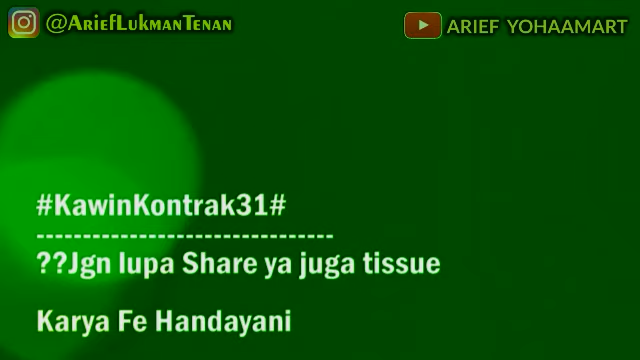 @AriefLukmanTenan
ARIEF YOHAAMART
#KawinKontrak31#
--------------------------------
??Jgn lupa Share ya juga tissue
Karya Fe Handayani